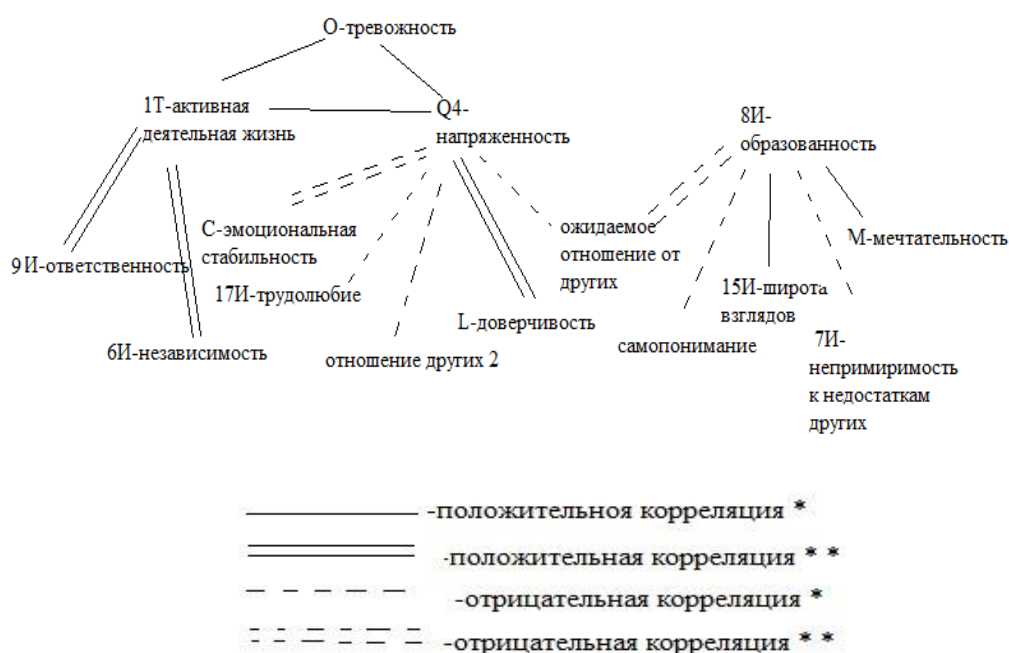 О-тревожность
1Т-активная
деятельная жизнь
Q4-
напряженность
8И-
образованность
С-эмоциональная
стабильность
ожидаемое
отношение от
других
М-мечтательность
9И-ответственность
17И-трудолюбие
15И-широта
взглядов
L-доверчивость
6И-независимость
отношение других 2
самопонимание
7И-
непримиримость
к недостаткам
других
-положительноя корреляция *
-положительная корреляция * *
-отрицательная корреляция *
-отрицательная корреляция * *